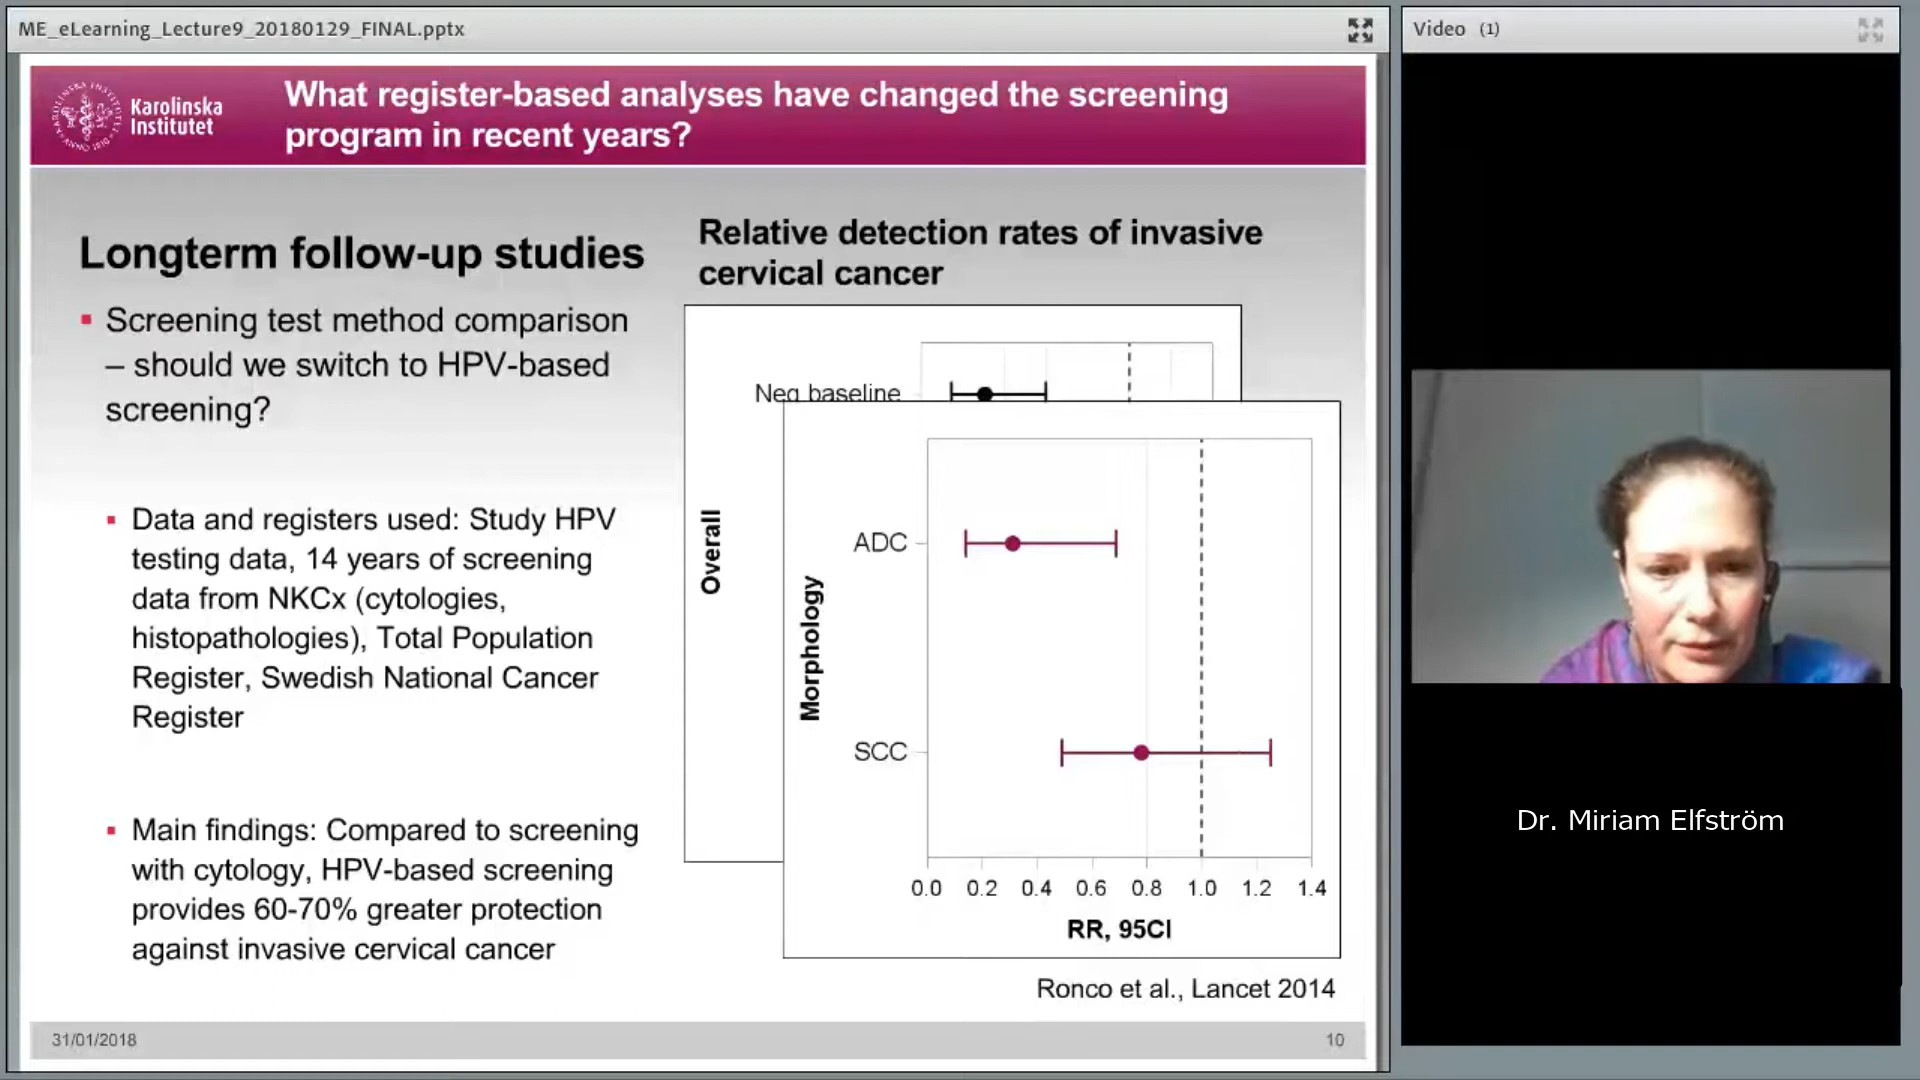 ME_eLearning_Lecture9_20180129_FINAL.pptx
Video (1)
Karolinska
Institutet
What register-based analyses have changed the screening
program in recent years?
Longterm follow-up studies
Screening test method comparison
– should we switch to HPV-based
screening?
Data and registers used: Study HPV
testing data, 14 years of screening
data from NKCx (cytologies,
histopathologies), Total Population
Register, Swedish National Cancer
Register
Main findings: Compared to screening
with cytology, HPV-based screening
provides 60-70% greater protection
against invasive cervical cancer
Relative detection rates of invasive
cervical cancer
Neg baseline
Overall
Morphology
ADC
SCC
0.0 0.2 0.4 0.6 0.8 1.0 1.2 1.4
RR, 95CI
Ronco et al., Lancet 2014
31/01/2018
10
Dr. Miriam Elfström